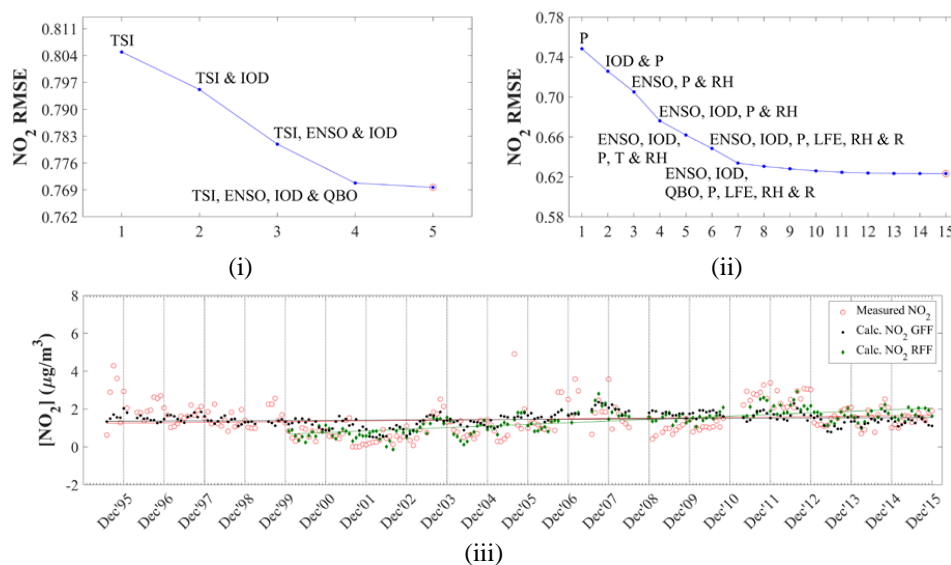 0.811
0.804
0.797
0.790
0.783
0.776
0.769
0.762
NO2 RMSE
TSI
TSI & IOD
TSI, ENSO & IOD
TSI, ENSO, IOD & QBO
1 2 3 4 5
(i)
0.78
0.74
0.70
0.66
0.62
0.58
NO2 RMSE
P
IOD & P
ENSO, P & RH
ENSO, IOD, P & RH
ENSO, IOD,
P, T & RH
ENSO, IOD, P, LFE, RH & R
ENSO, IOD,
QBO, P, LFE, RH & R
1 2 3 4 5 6 7 8 9 10 11 12 13 14 15
(ii)
8
6
4
2
0
-2
[NO2] (μg/m3)
Measured NO2
Calc. NO2 GFF
Calc. NO2 RFF
Dec'95 Dec'96 Dec'97 Dec'98 Dec'99 Dec'00 Dec'01 Dec'02 Dec'03 Dec'04 Dec'05 Dec'06 Dec'07 Dec'08 Dec'09 Dec'10 Dec'11 Dec'12 Dec'13 Dec'14 Dec'15
(iii)